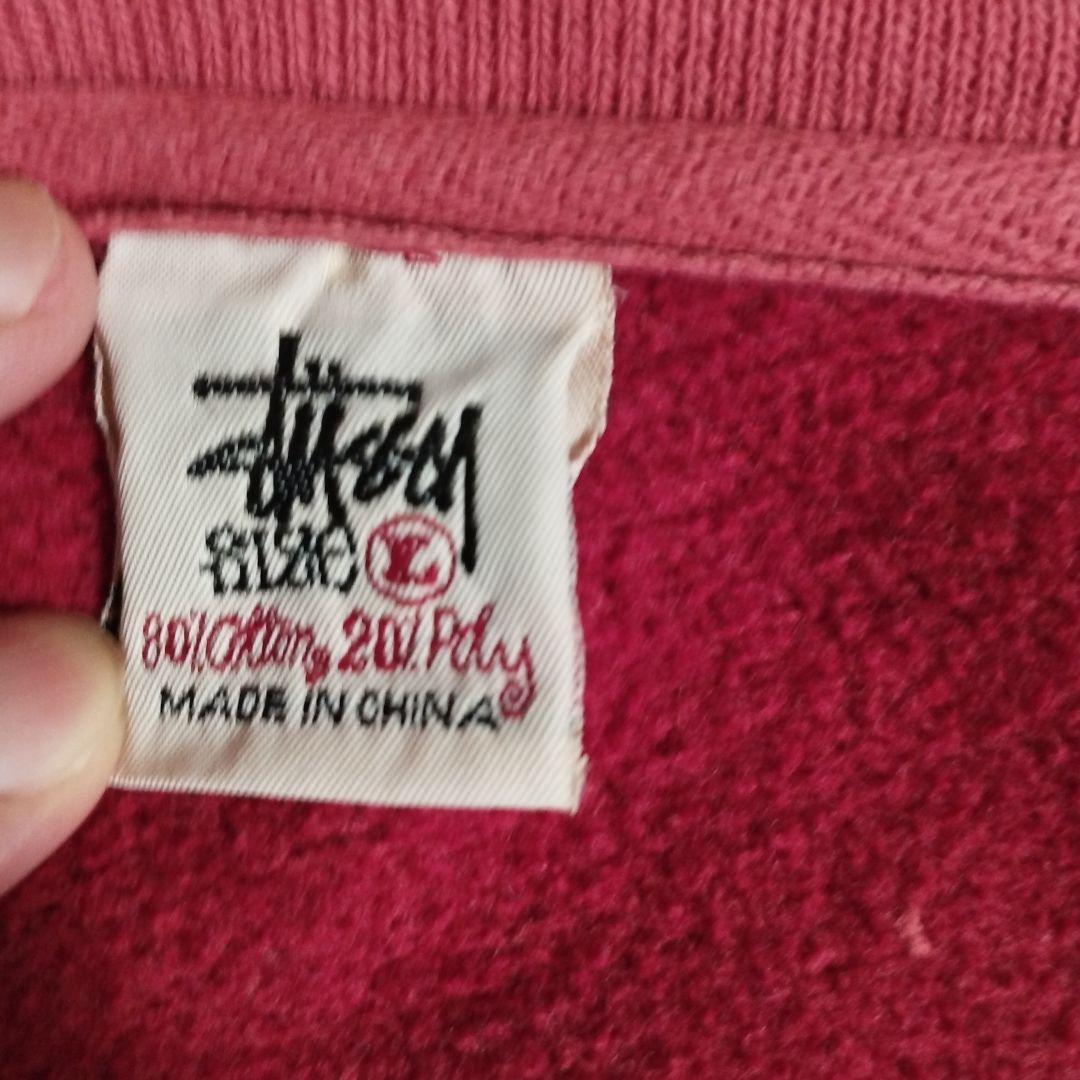 Stüssy
SIZE L
80% Cotton, 20% Poly
MADE IN CHINA